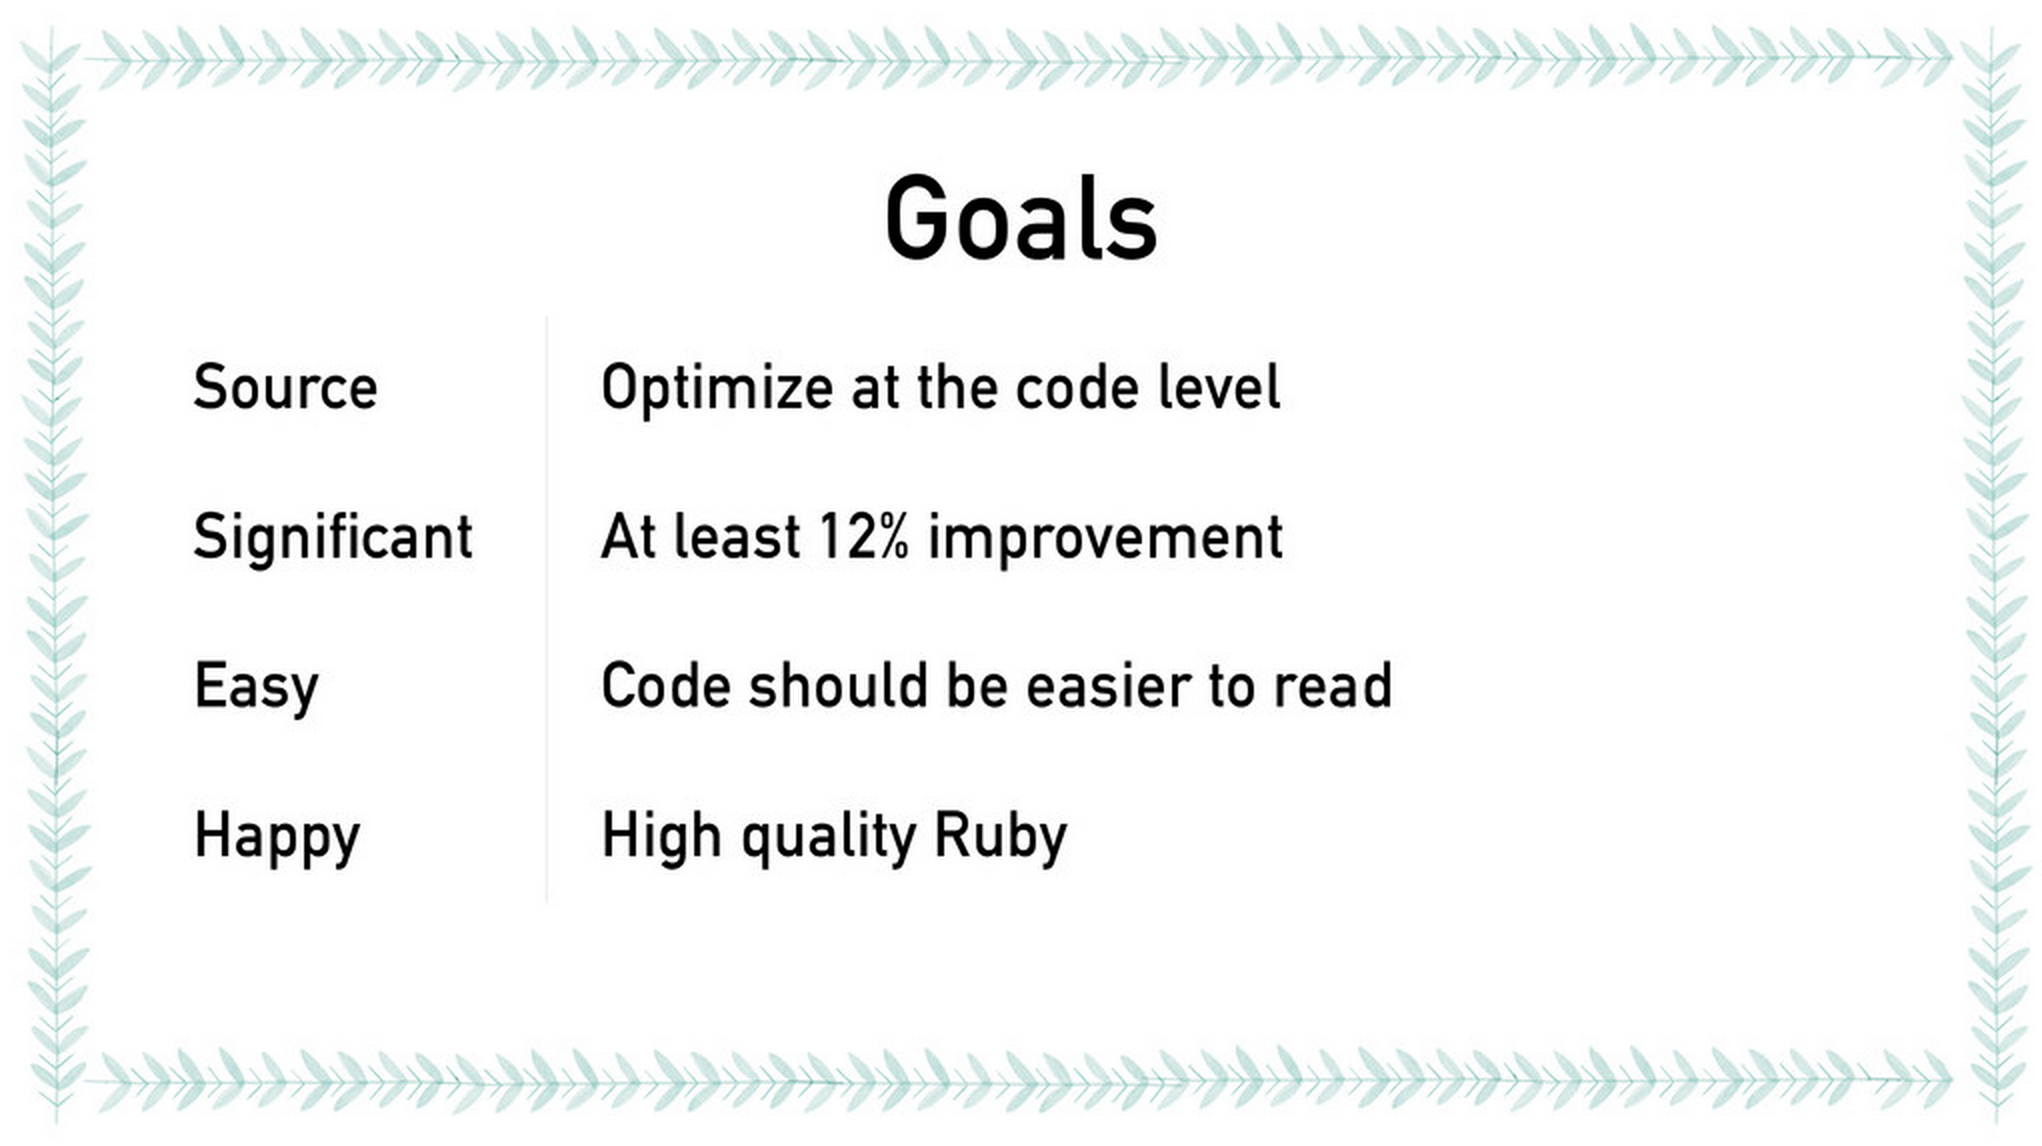 Goals
Source
Optimize at the code level
Significant
At least 12% improvement
Easy
Code should be easier to read
Happy
High quality Ruby